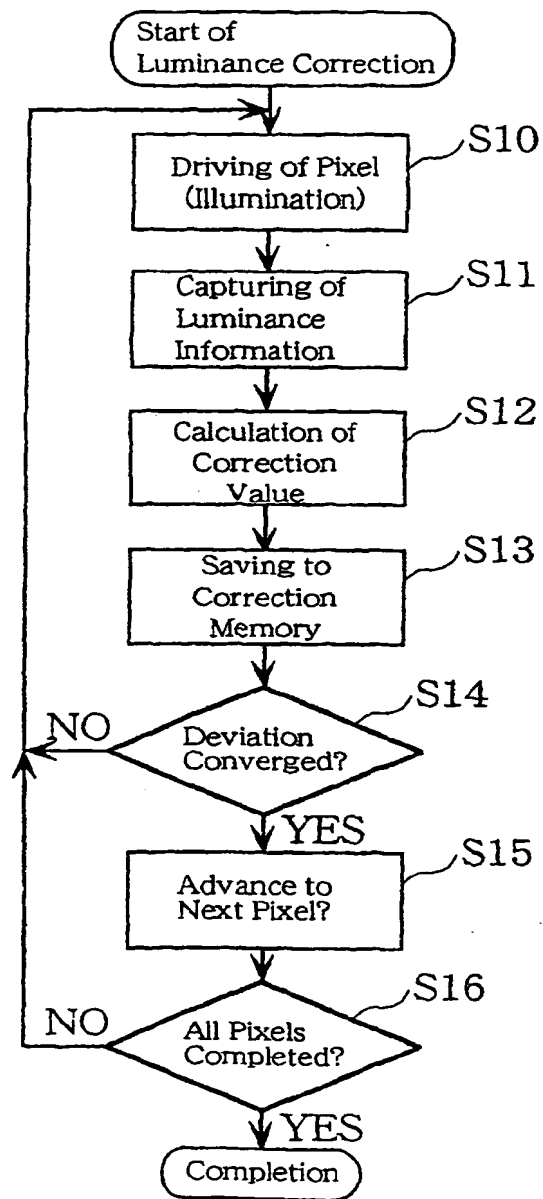 Start of
Luminance Correction
S10
Driving of Pixel
(Illumination)
S11
Capturing of
Luminance
Information
S12
Calculation of
Correction
Value
S13
Saving to
Correction
Memory
S14
NO
Deviation
Converged?
YES
S15
Advance to
Next Pixel?
S16
NO
All Pixels
Completed?
YES
Completion